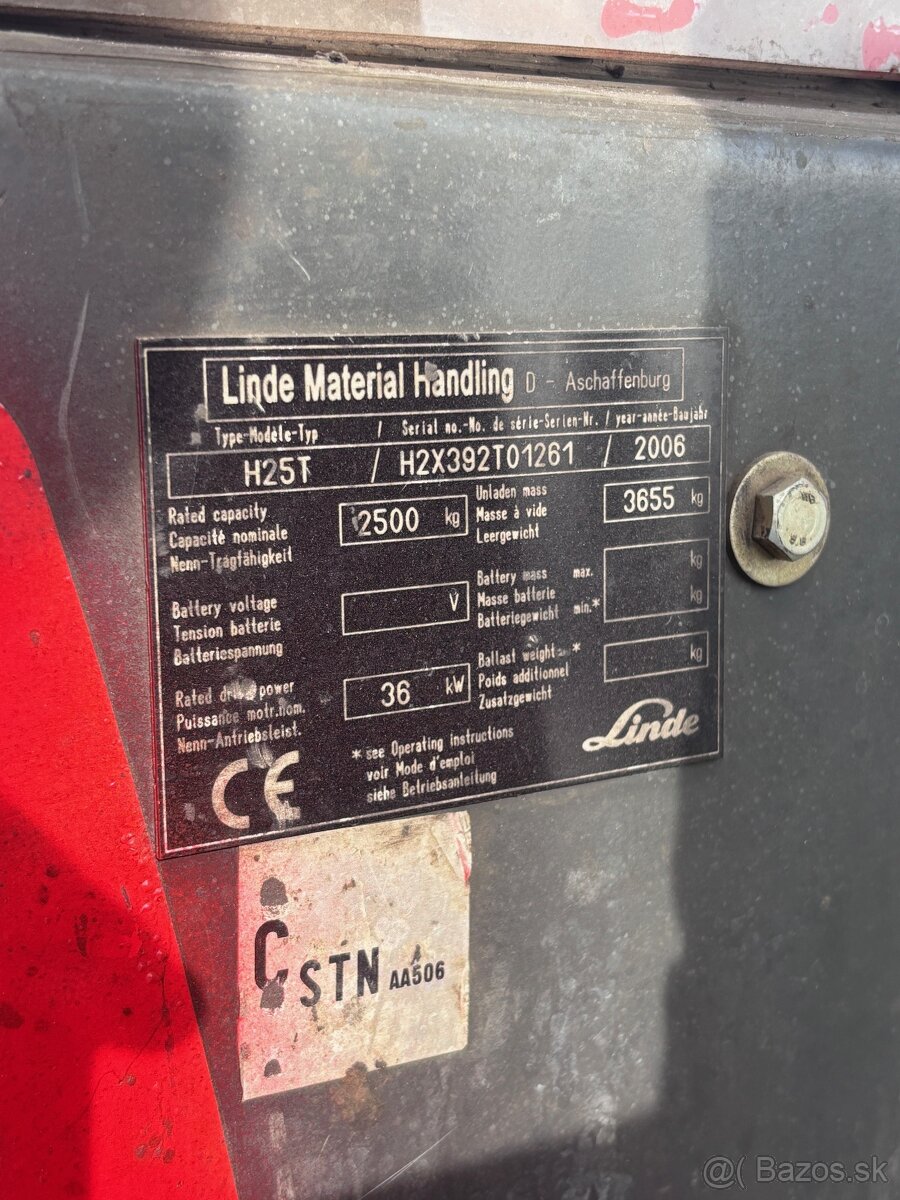 Linde Material Handling D - Aschaffenburg
Type-Modèle-Typ / Serial no.-No. de série-Serien-Nr. / year-année-Baujahr
H25T / H2X392T01261 / 2006
Rated capacity
Capacité nominale
Nenn-Tragfähigkeit
2500 kg
Unladen mass
Masse à vide
Leergewicht
3655 kg
Battery voltage
Tension batterie
Batteriespannung
V
Battery mass max.
Masse batterie
Batteriegewicht min.*
kg
kg
Rated drive power
Puissance motr.nom.
Nenn-Antriebsleist.
36 kW
Ballast weight *
Poids additionnel
Zusatzgewicht
kg
CE
* see Operating instructions
voir Mode d'emploi
siehe Betriebsanleitung
Linde
C STN AA506
@( Bazos.sk